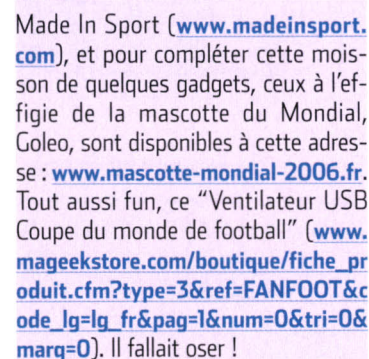 Made In Sport (www.madeinsport.
com), et pour compléter cette mois-
son de quelques gadgets, ceux à l'ef-
figie de la mascotte du Mondial,
Goleo, sont disponibles à cette adres-
se : www.mascotte-mondial-2006.fr.
Tout aussi fun, ce “Ventilateur USB
Coupe du monde de football” (www.
mageekstore.com/boutique/fiche_pr
oduit.cfm?type=3&ref=FANFOOT&c
ode_lg=lg_fr&pag=1&num=0&tri=0&
marq=0). Il fallait oser !